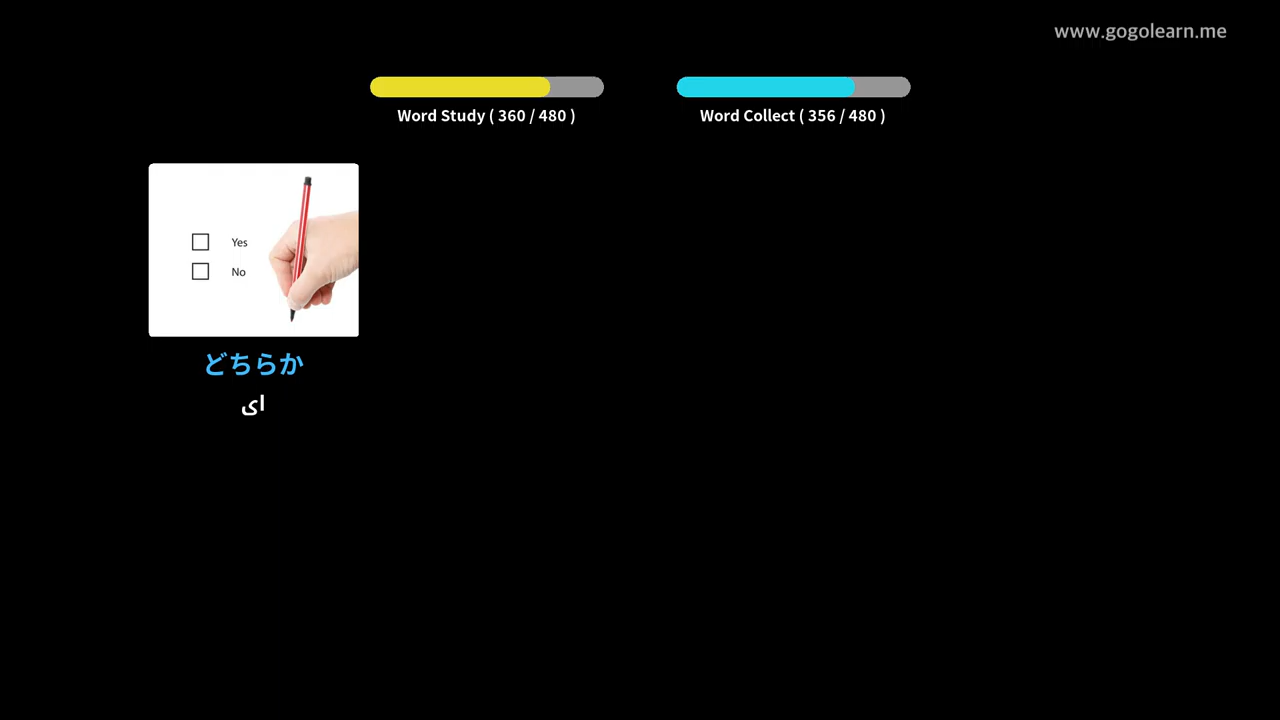 www.gogolearn.me
Word Study ( 360 / 480 )
Word Collect ( 356 / 480 )
Yes
No
どちらか
ای